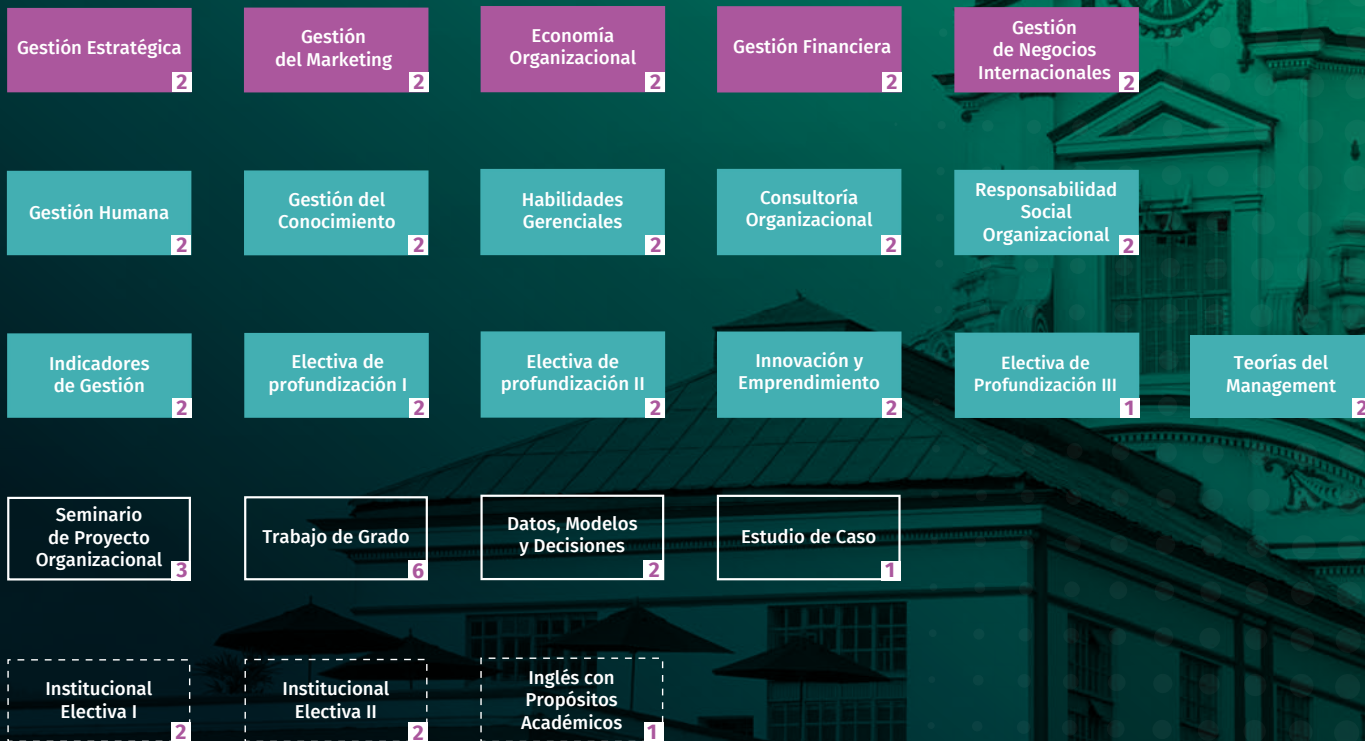 Gestión Estratégica
2
Gestión
del Marketing
2
Economía
Organizacional
2
Gestión Financiera
2
Gestión
de Negocios
Internacionales
2
Gestión Humana
2
Gestión del
Conocimiento
2
Habilidades
Gerenciales
2
Consultoría
Organizacional
2
Responsabilidad
Social
Organizacional
2
Indicadores
de Gestión
2
Electiva de
profundización I
2
Electiva de
profundización II
2
Innovación y
Emprendimiento
2
Electiva de
Profundización III
1
Teorías del
Management
2
Seminario
de Proyecto
Organizacional
3
Trabajo de Grado
6
Datos, Modelos
y Decisiones
2
Estudio de Caso
1
Institucional
Electiva I
2
Institucional
Electiva II
2
Inglés con
Propósitos
Académicos
1